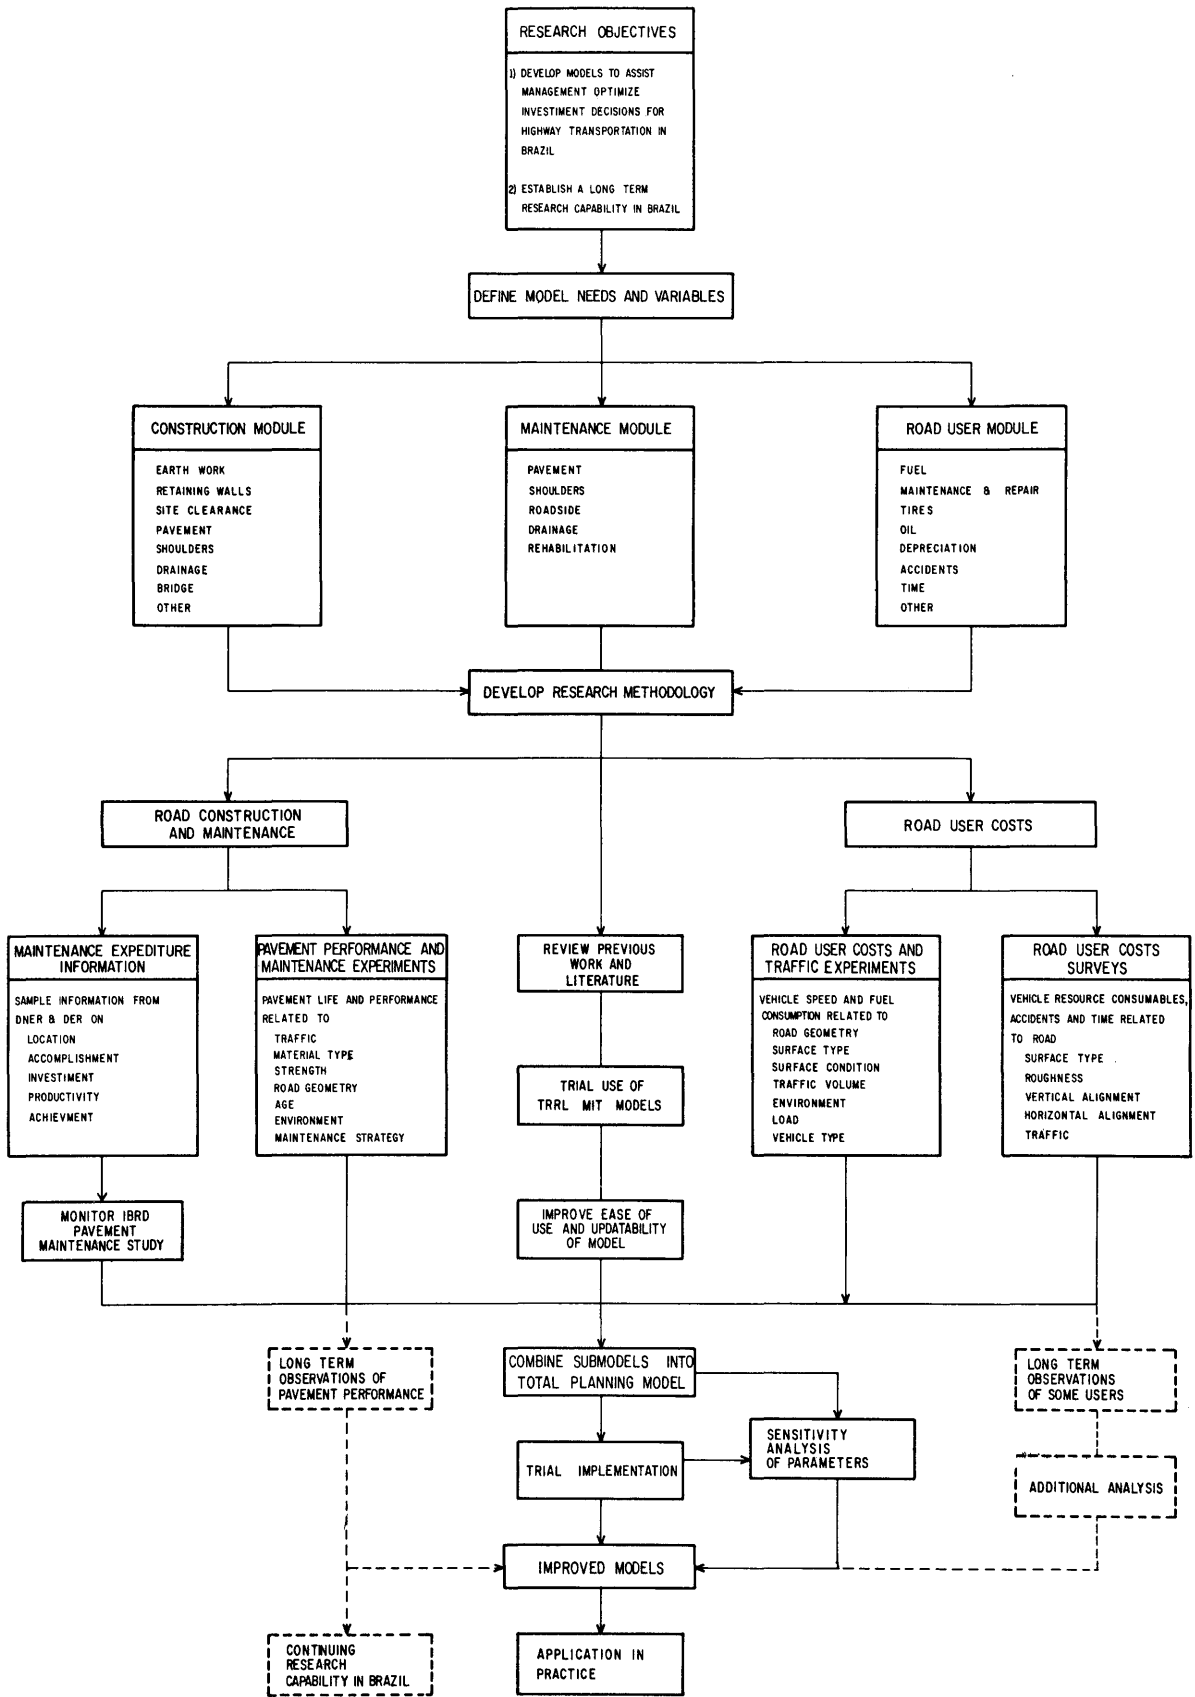 RESEARCH OBJECTIVES
1) DEVELOP MODELS TO ASSIST
MANAGEMENT OPTIMIZE
INVESTIMENT DECISIONS FOR
HIGHWAY TRANSPORTATION IN
BRAZIL
2) ESTABLISH A LONG TERM
RESEARCH CAPABILITY IN BRAZIL
DEFINE MODEL NEEDS AND VARIABLES
CONSTRUCTION MODULE
EARTH WORK
RETAINING WALLS
SITE CLEARANCE
PAVEMENT
SHOULDERS
DRAINAGE
BRIDGE
OTHER
MAINTENANCE MODULE
PAVEMENT
SHOULDERS
ROADSIDE
DRAINAGE
REHABILITATION
ROAD USER MODULE
FUEL
MAINTENANCE & REPAIR
TIRES
OIL
DEPRECIATION
ACCIDENTS
TIME
OTHER
DEVELOP RESEARCH METHODOLOGY
ROAD CONSTRUCTION
AND MAINTENANCE
ROAD USER COSTS
MAINTENANCE EXPEDITURE
INFORMATION
SAMPLE INFORMATION FROM
DNER & DER ON
LOCATION
ACCOMPLISHMENT
INVESTIMENT
PRODUCTIVITY
ACHIEVMENT
PAVEMENT PERFORMANCE AND
MAINTENANCE EXPERIMENTS
PAVEMENT LIFE AND PERFORMANCE
RELATED TO
TRAFFIC
MATERIAL TYPE
STRENGTH
ROAD GEOMETRY
AGE
ENVIRONMENT
MAINTENANCE STRATEGY
REVIEW PREVIOUS
WORK AND
LITERATURE
ROAD USER COSTS AND
TRAFFIC EXPERIMENTS
VEHICLE SPEED AND FUEL
CONSUMPTION RELATED TO
ROAD GEOMETRY
SURFACE TYPE
SURFACE CONDITION
TRAFFIC VOLUME
ENVIRONMENT
LOAD
VEHICLE TYPE
ROAD USER COSTS
SURVEYS
VEHICLE RESOURCE CONSUMABLES,
ACCIDENTS AND TIME RELATED
TO ROAD
SURFACE TYPE
ROUGHNESS
VERTICAL ALIGNMENT
HORIZONTAL ALIGNMENT
TRAFFIC
TRIAL USE OF
TRRL MIT MODELS
MONITOR IBRD
PAVEMENT
MAINTENANCE STUDY
IMPROVE EASE OF
USE AND UPDATABILITY
OF MODEL
LONG TERM
OBSERVATIONS OF
PAVEMENT PERFORMANCE
COMBINE SUBMODELS INTO
TOTAL PLANNING MODEL
LONG TERM
OBSERVATIONS
OF SOME USERS
SENSITIVITY
ANALYSIS
OF PARAMETERS
TRIAL IMPLEMENTATION
ADDITIONAL ANALYSIS
IMPROVED MODELS
CONTINUING
RESEARCH
CAPABILITY IN BRAZIL
APPLICATION IN
PRACTICE